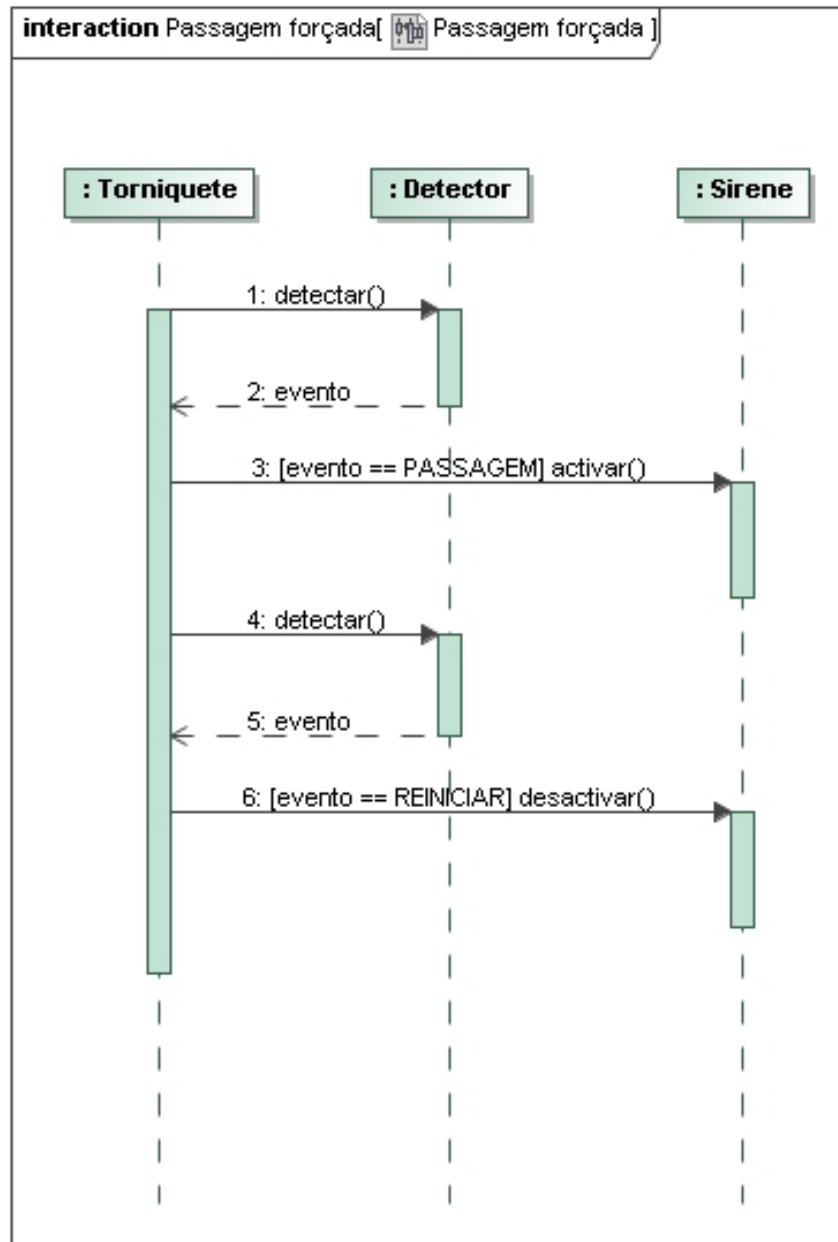 interaction Passagem forçada[ Passagem forçada ]
: Torniquete
: Detector
: Sirene
1: detectar()
2: evento
3: [evento == PASSAGEM] activar()
4: detectar()
5: evento
6: [evento == REINICIAR] desactivar()